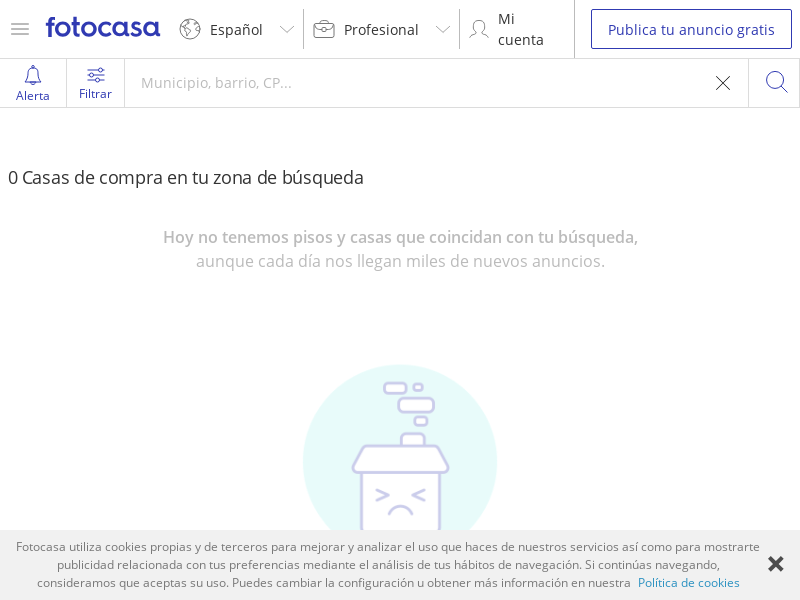 fotocasa
Español
Profesional
Mi
cuenta
Publica tu anuncio gratis
Alerta
Filtrar
Municipio, barrio, CP...
0 Casas de compra en tu zona de búsqueda
Hoy no tenemos pisos y casas que coincidan con tu búsqueda,
aunque cada día nos llegan miles de nuevos anuncios.
Fotocasa utiliza cookies propias y de terceros para mejorar y analizar el uso que haces de nuestros servicios así como para mostrarte
publicidad relacionada con tus preferencias mediante el análisis de tus hábitos de navegación. Si continúas navegando,
consideramos que aceptas su uso. Puedes cambiar la configuración u obtener más información en nuestra Política de cookies